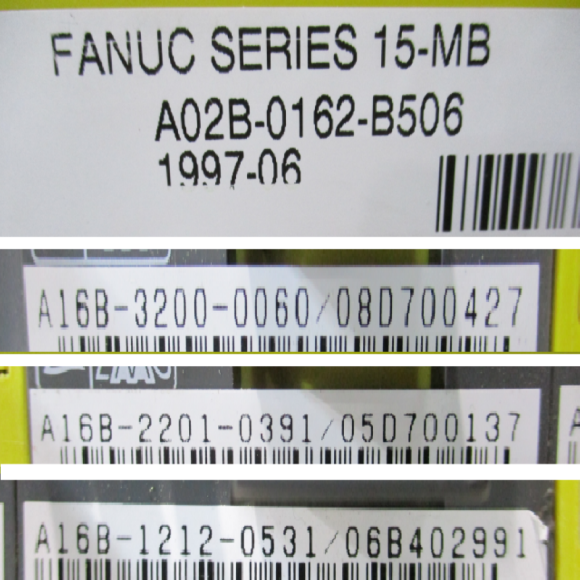 FANUC SERIES 15-MB
A02B-0162-B506
1997-06
A16B-3200-0060/08D700427
A16B-2201-0391/05D700137
A16B-1212-0531/06B402991